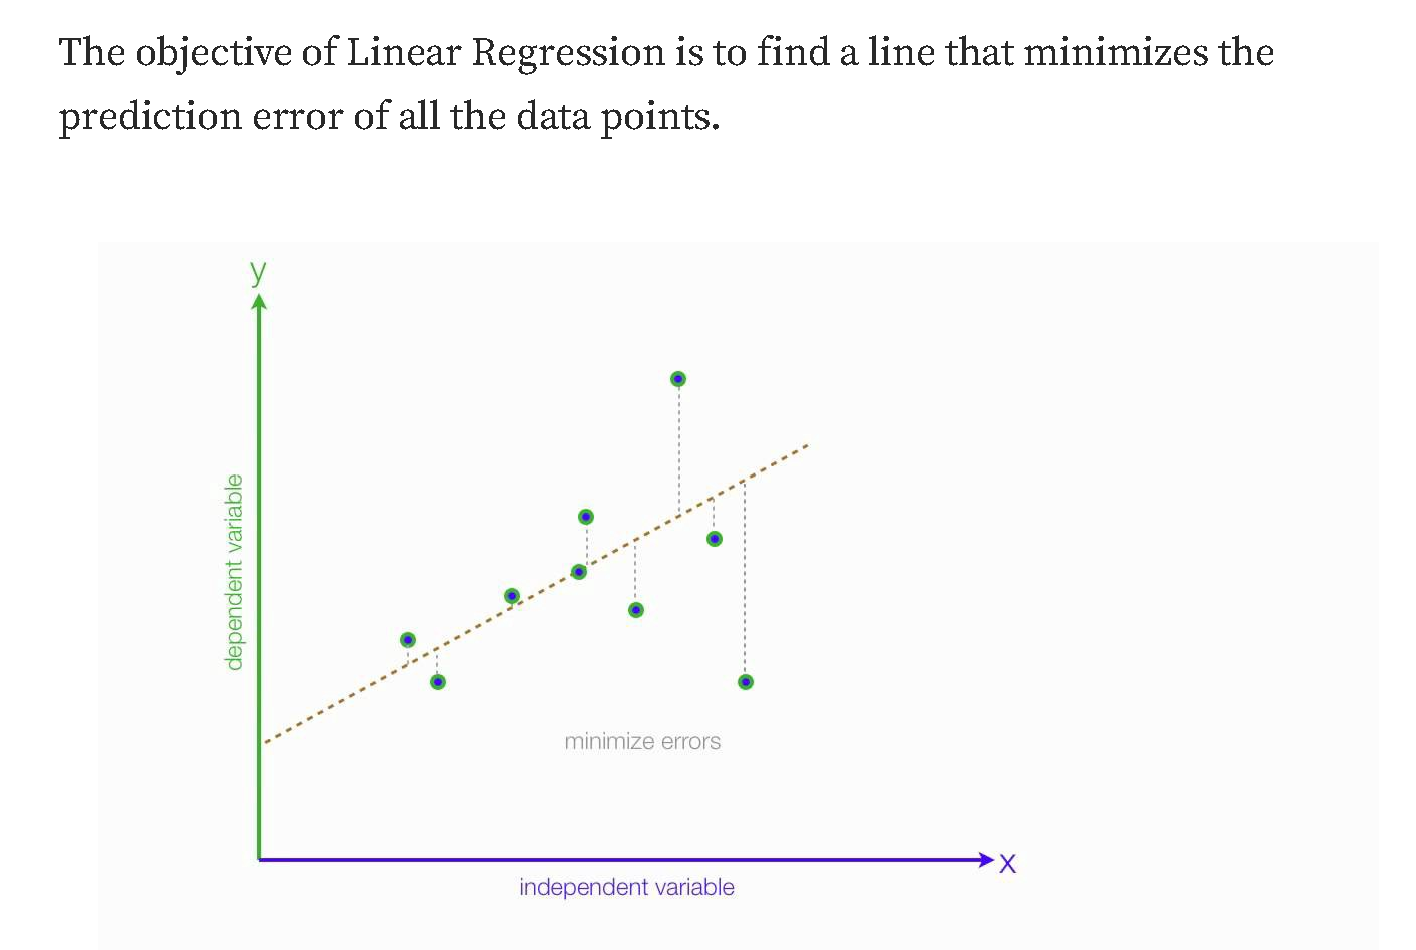 The objective of Linear Regression is to find a line that minimizes the
prediction error of all the data points.
y
dependent variable
minimize errors
x
independent variable